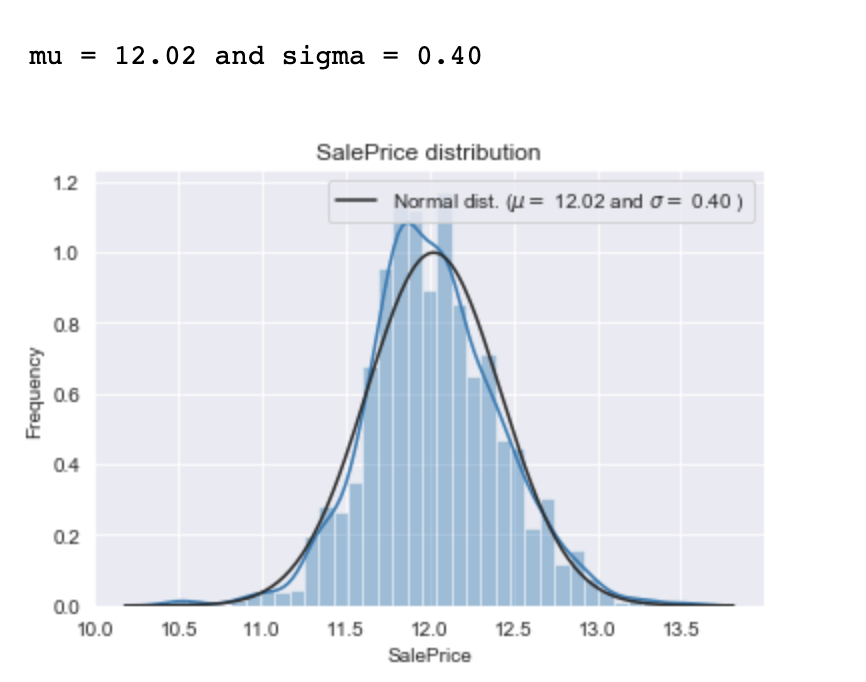 mu = 12.02 and sigma = 0.40
SalePrice distribution
Normal dist. (μ = 12.02 and σ = 0.40 )
1.2
1.0
0.8
0.6
0.4
0.2
0.0
Frequency
10.0 10.5 11.0 11.5 12.0 12.5 13.0 13.5
SalePrice